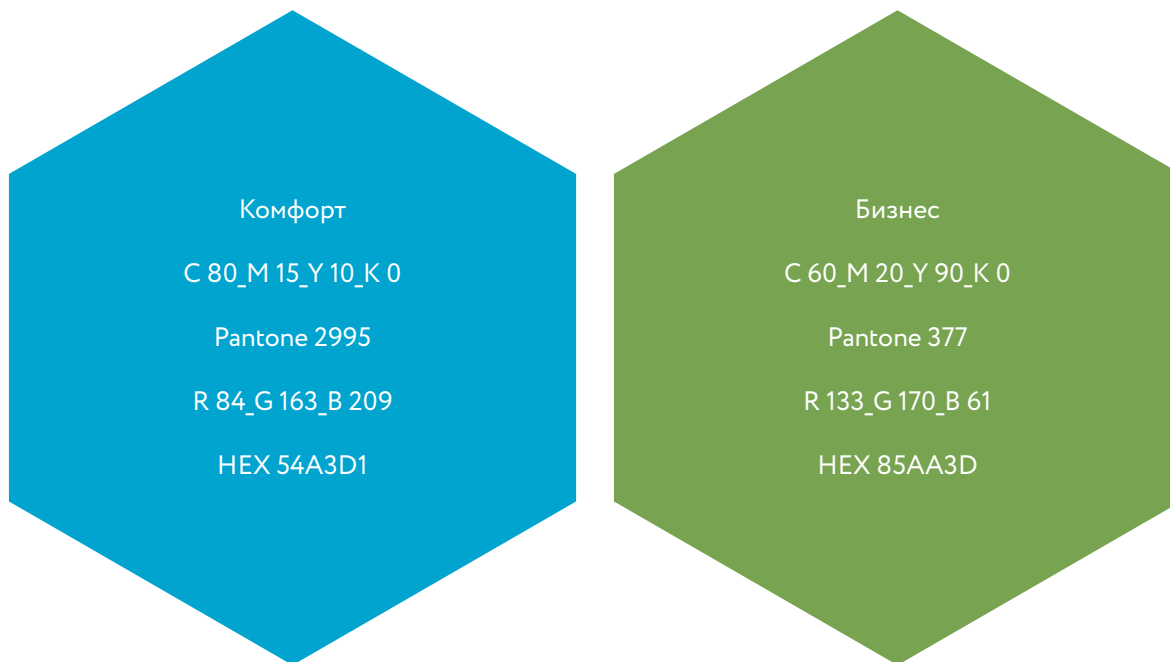 Комфорт
C 80_M 15_Y 10_K 0
Pantone 2995
R 84_G 163_B 209
HEX 54A3D1
Бизнес
C 60_M 20_Y 90_K 0
Pantone 377
R 133_G 170_B 61
HEX 85AA3D